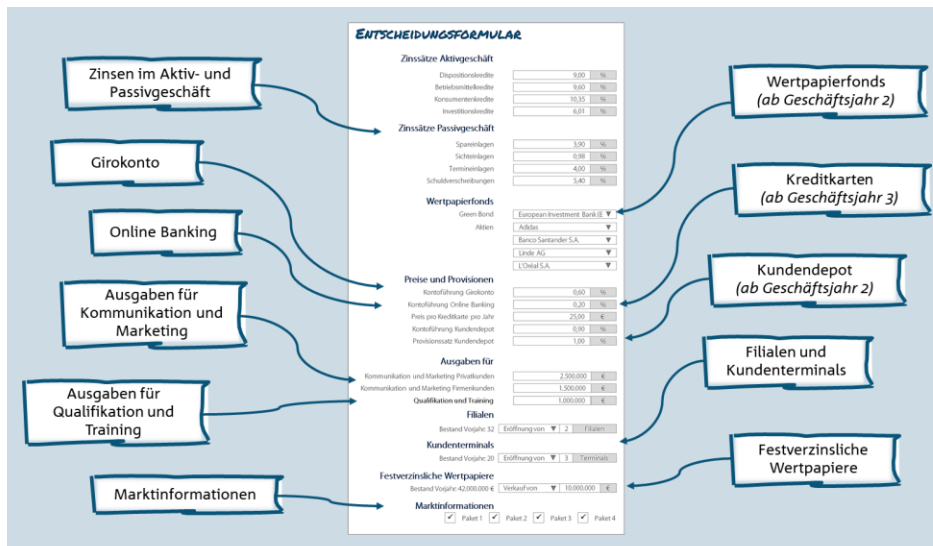 ENTSCHEIDUNGSFORMULAR
Zinssätze Aktivgeschäft
Dispositionskredite 9,00 %
Betriebsmittelkredite 9,60 %
Konsumentenkredite 10,35 %
Investitionskredite 6,01 %
Zinssätze Passivgeschäft
Spareinlagen 3,90 %
Sichteinlagen 0,98 %
Termineinlagen 4,00 %
Schuldverschreibungen 5,40 %
Wertpapierfonds
Green Bond European Investment Bank(E
Aktien Adidas
Banco Santander S.A.
Linde AG
L'Oréal S.A.
Preise und Provisionen
Kontoführung Girokonto 0,60 %
Kontoführung Online Banking 0,20 %
Preis pro Kreditkarte pro Jahr 25,00 €
Kontoführung Kundendepot 0,00 %
Provisionssatz Kundendepot 1,00 %
Ausgaben für
Kommunikation und Marketing Privatkunden 2.500.000 €
Kommunikation und Marketing Firmenkunden 1.500.000 €
Qualifikation und Training 1.000.000 €
Filialen
Bestand Vorjahr: 32 Eröffnung von 2 Filialen
Kundenterminals
Bestand Vorjahr: 20 Eröffnung von 3 Terminals
Festverzinsliche Wertpapiere
Bestand Vorjahr: 42.000.000 € Verkauf von 10.000.000 €
Marktinformationen
Paket 1 Paket 2 Paket 3 Paket 4
Zinsen im Aktiv- und
Passivgeschäft
Girokonto
Online Banking
Ausgaben für
Kommunikation und
Marketing
Ausgaben für
Qualifikation und
Training
Marktinformationen
Wertpapierfonds
(ab Geschäftsjahr 2)
Kreditkarten
(ab Geschäftsjahr 3)
Kundendepot
(ab Geschäftsjahr 2)
Filialen und
Kundenterminals
Festverzinsliche
Wertpapiere